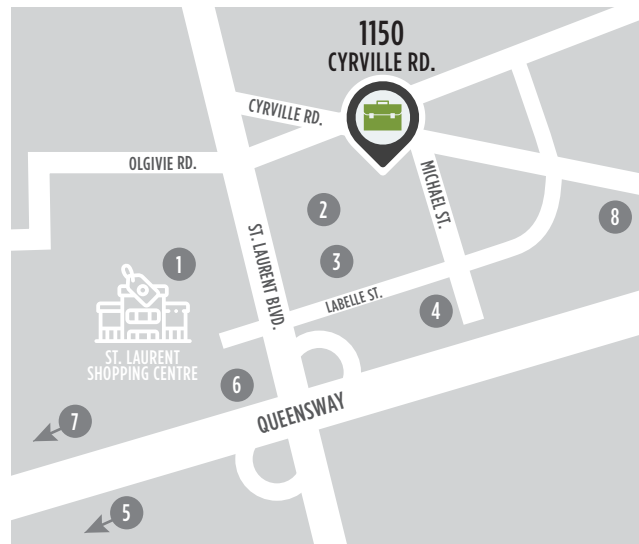 1150
CYRVILLE RD.
CYRVILLE RD.
OLGIVIE RD.
MICHAEL ST.
2
8
ST. LAURENT BLVD.
1
3
LABELLE ST.
4
ST. LAURENT
SHOPPING CENTRE
6
QUEENSWAY
7
5